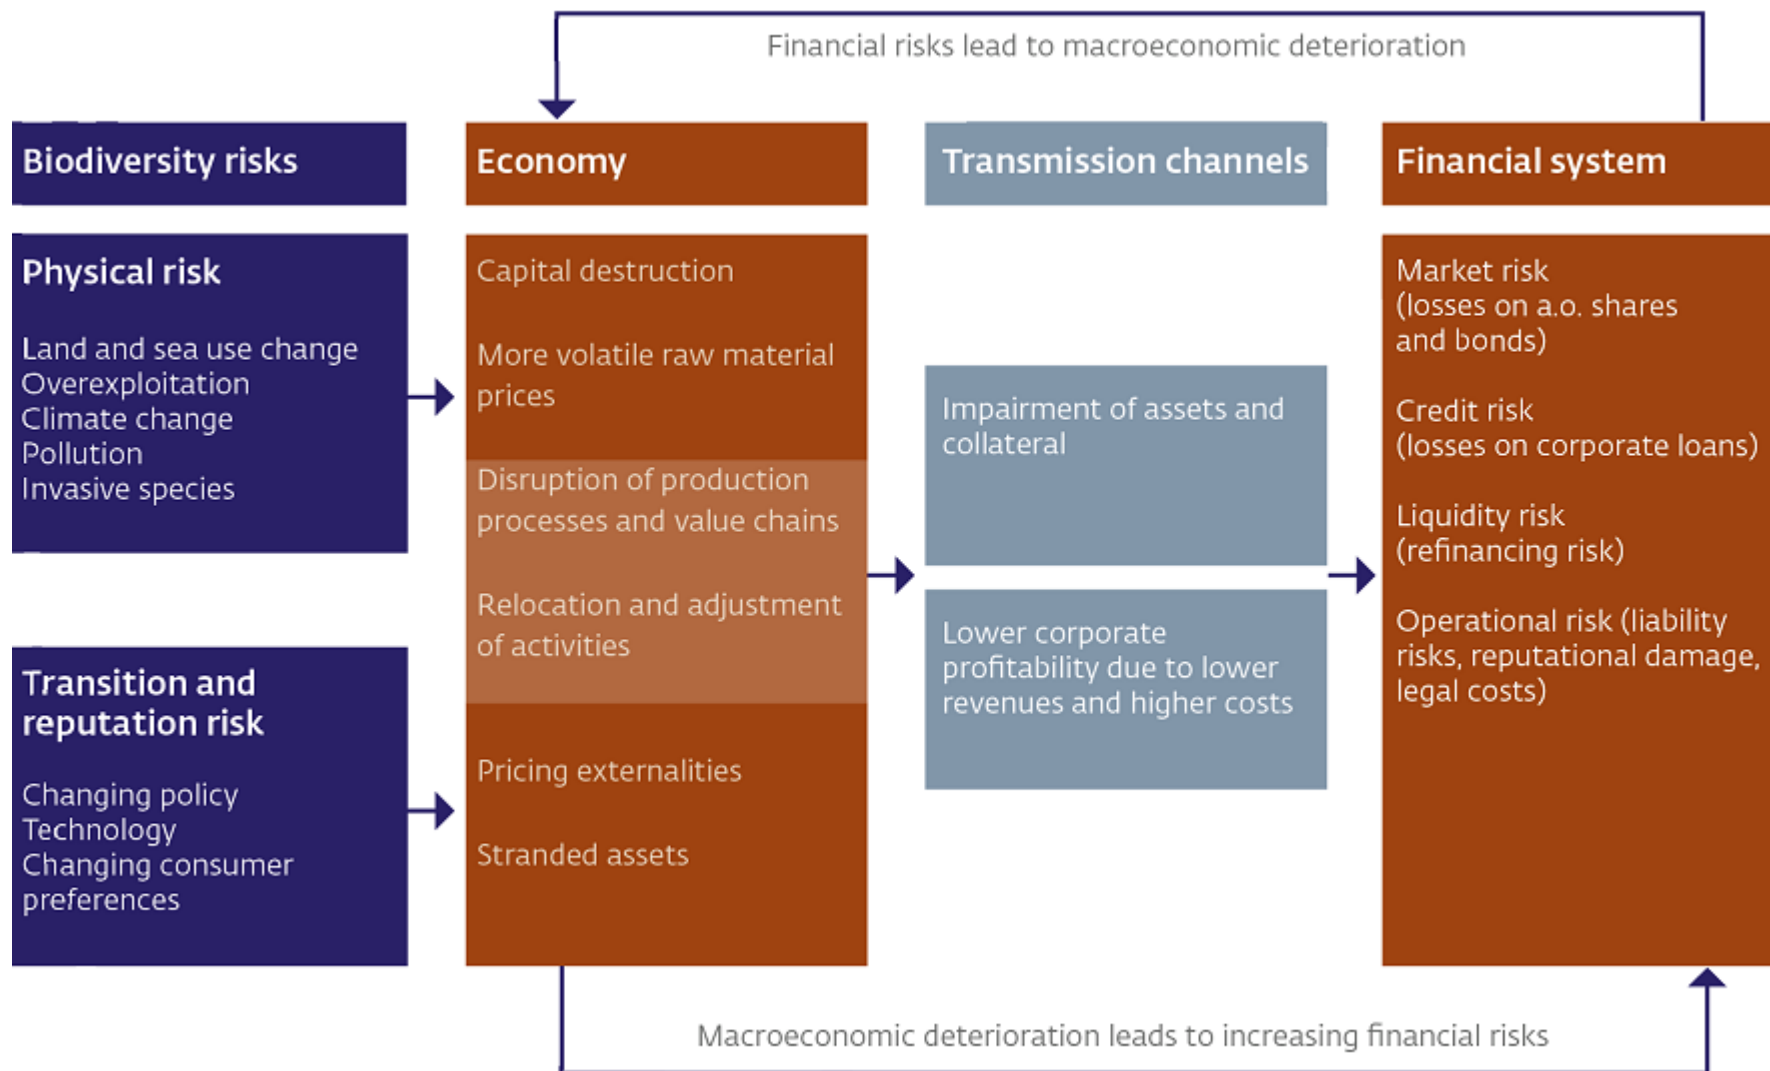 Financial risks lead to macroeconomic deterioration
Biodiversity risks
Economy
Transmission channels
Financial system
Physical risk
Land and sea use change
Overexploitation
Climate change
Pollution
Invasive species
Transition and
reputation risk
Changing policy
Technology
Changing consumer
preferences
Capital destruction
More volatile raw material
prices
Disruption of production
processes and value chains
Relocation and adjustment
of activities
Pricing externalities
Stranded assets
Impairment of assets and
collateral
Lower corporate
profitability due to lower
revenues and higher costs
Market risk
(losses on a.o. shares
and bonds)
Credit risk
(losses on corporate loans)
Liquidity risk
(refinancing risk)
Operational risk (liability
risks, reputational damage,
legal costs)
Macroeconomic deterioration leads to increasing financial risks